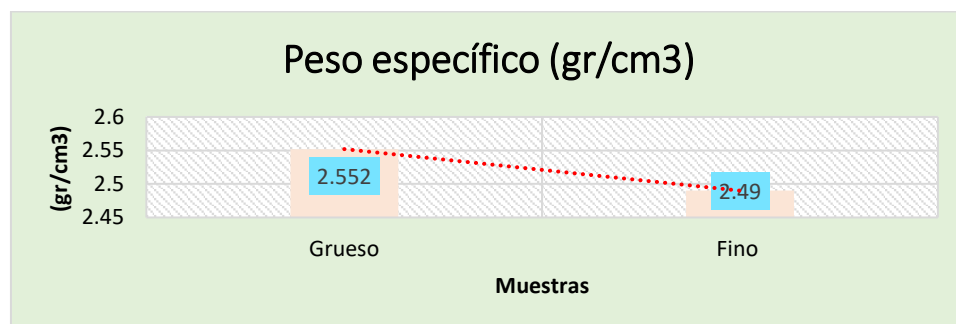 Peso específico (gr/cm3)
(gr/cm3)
2.6
2.55
2.5
2.45
2.552
2.49
Grueso
Fino
Muestras